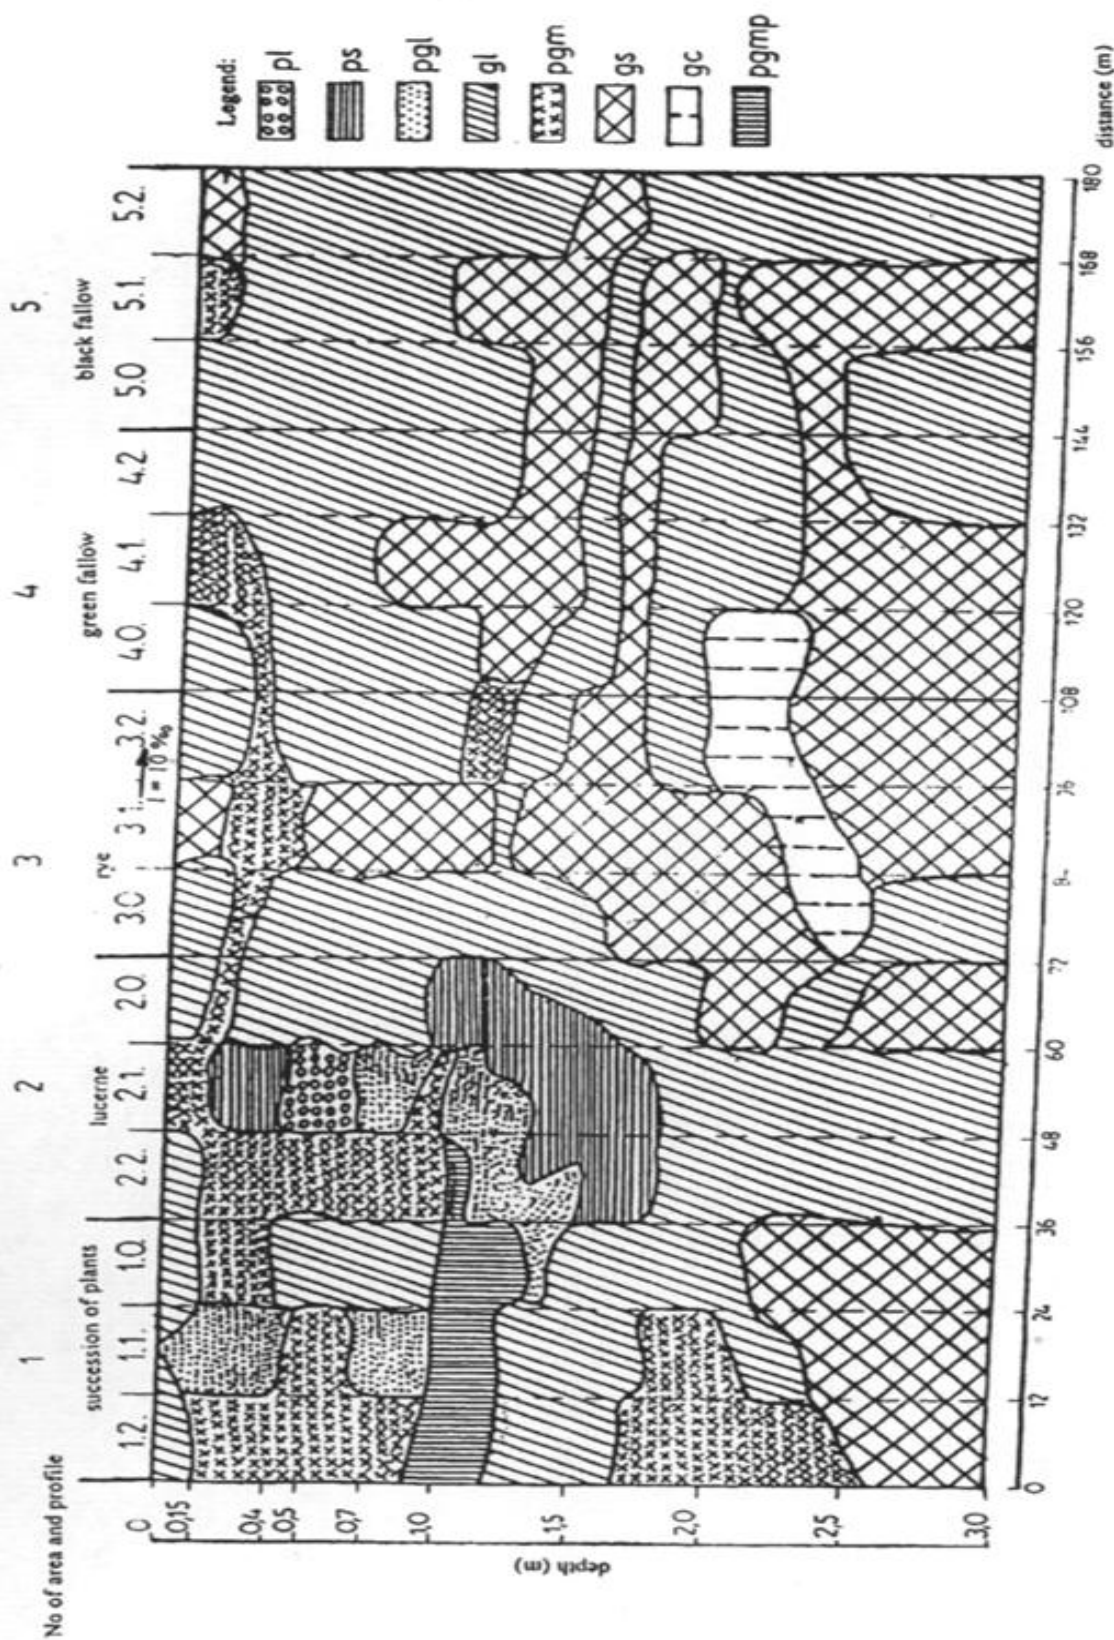 No of area and profile
1 2 3 4 5
succession of plants lucerne rye green fallow black fallow
1.2. 1.1. 1.0. 2.2. 2.1. 2.0. 3.0 3 1. 3.2. 4.0. 4.1. 4.2 5.0 5.1. 5.2.
I = 10 ‰
depth (m)
0
0,15
0,4
0,5
0,7
1,0
1,5
2,0
2,5
3,0
0 12 24 36 48 60 108 132 144 156 168 180
distance (m)
Legend:
pl
ps
pgl
gl
pgm
gs
gc
pgmp